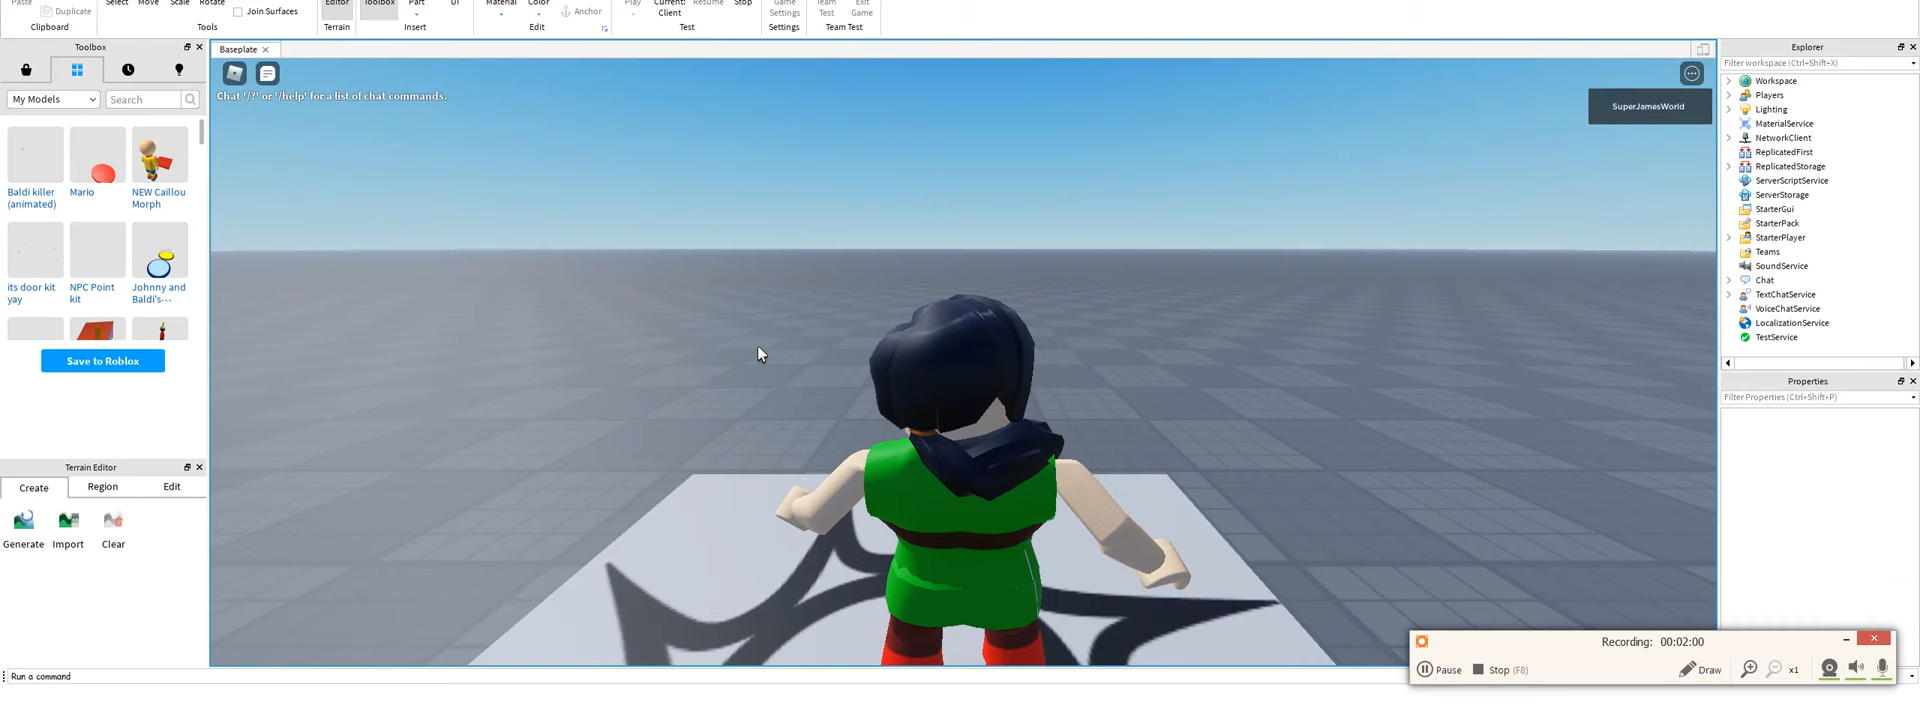 Paste Select Move Scale Rotate Editor Toolbox Part UI Material Color Play Current: Resume Stop Game Team Exit
Duplicate Join Surfaces Anchor Client Settings Test Game
Clipboard Tools Terrain Insert Edit Test Settings Team Test
Toolbox Baseplate Explorer
Filter workspace (Ctrl+Shift+X)
My Models Search
Chat '/?' or '/help' for a list of chat commands.
SuperJamesWorld
Baldi killer (animated)
Mario
NEW Caillou Morph
its door kit yay
NPC Point kit
Johnny and Baldi's...
Save to Roblox
Terrain Editor
Create Region Edit
Generate Import Clear
Workspace
Players
Lighting
MaterialService
NetworkClient
ReplicatedFirst
ReplicatedStorage
ServerScriptService
ServerStorage
StarterGui
StarterPack
StarterPlayer
Teams
SoundService
Chat
TextChatService
VoiceChatService
LocalizationService
TestService
Properties
Filter Properties (Ctrl+Shift+P)
Recording: 00:02:00
Pause Stop (F8) Draw x1
Run a command